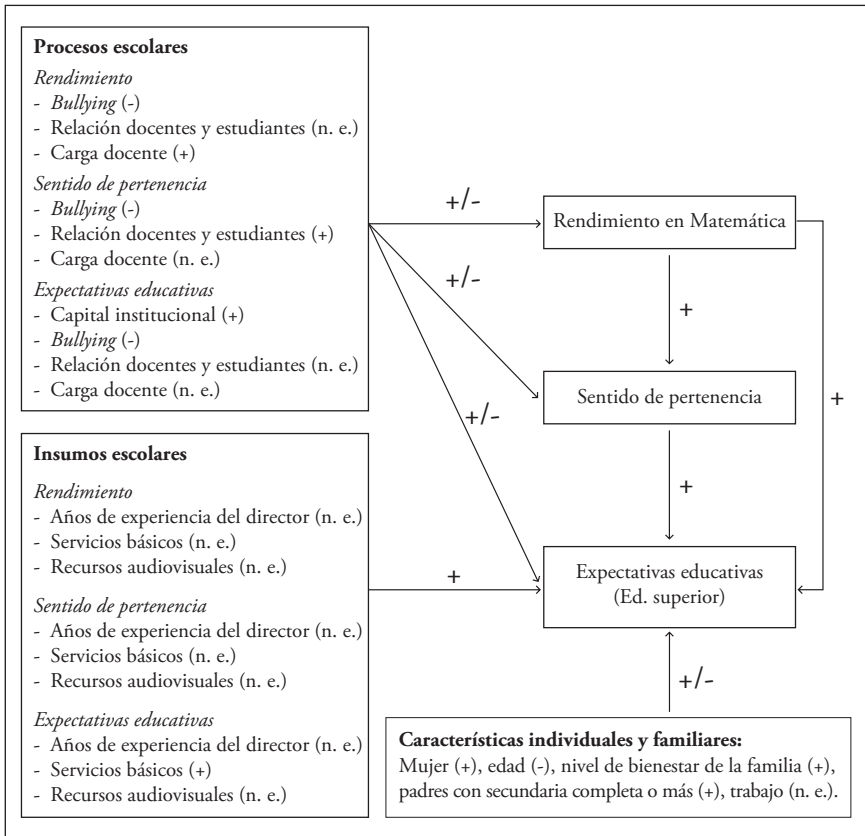 Procesos escolares
Rendimiento
- Bullying (-)
- Relación docentes y estudiantes (n. e.)
- Carga docente (+)
Sentido de pertenencia
- Bullying (-)
- Relación docentes y estudiantes (+)
- Carga docente (n. e.)
Expectativas educativas
- Capital institucional (+)
- Bullying (-)
- Relación docentes y estudiantes (n. e.)
- Carga docente (n. e.)
Insumos escolares
Rendimiento
- Años de experiencia del director (n. e.)
- Servicios básicos (n. e.)
- Recursos audiovisuales (n. e.)
Sentido de pertenencia
- Años de experiencia del director (n. e.)
- Servicios básicos (n. e.)
- Recursos audiovisuales (n. e.)
Expectativas educativas
- Años de experiencia del director (n. e.)
- Servicios básicos (+)
- Recursos audiovisuales (n. e.)
+/-
+/-
+/-
+
Rendimiento en Matemática
+
Sentido de pertenencia
+
+
Expectativas educativas
(Ed. superior)
+/-
Características individuales y familiares:
Mujer (+), edad (-), nivel de bienestar de la familia (+),
padres con secundaria completa o más (+), trabajo (n. e.).